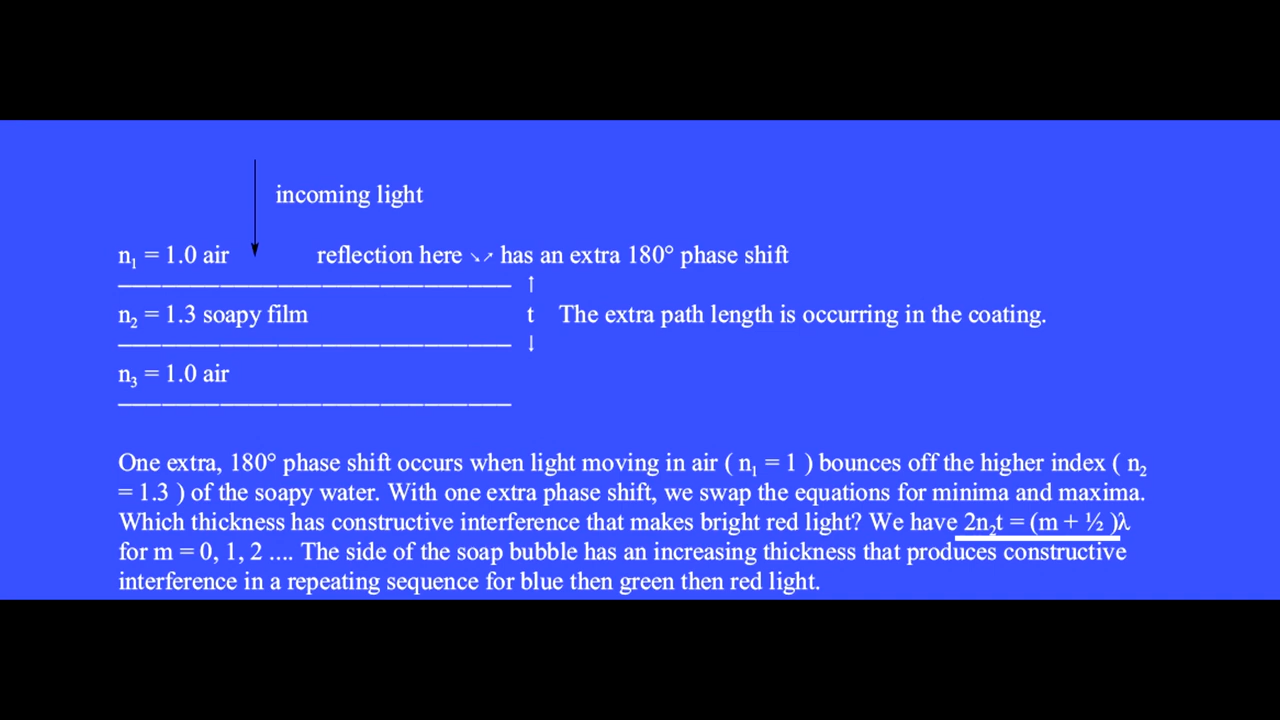 incoming light
n₁ = 1.0 air reflection here ↘↗ has an extra 180° phase shift
↑
n₂ = 1.3 soapy film t The extra path length is occurring in the coating.
↓
n₃ = 1.0 air
One extra, 180° phase shift occurs when light moving in air ( n₁ = 1 ) bounces off the higher index ( n₂
= 1.3 ) of the soapy water. With one extra phase shift, we swap the equations for minima and maxima.
Which thickness has constructive interference that makes bright red light? We have 2n₂t = (m + ½ )λ
for m = 0, 1, 2 .... The side of the soap bubble has an increasing thickness that produces constructive
interference in a repeating sequence for blue then green then red light.